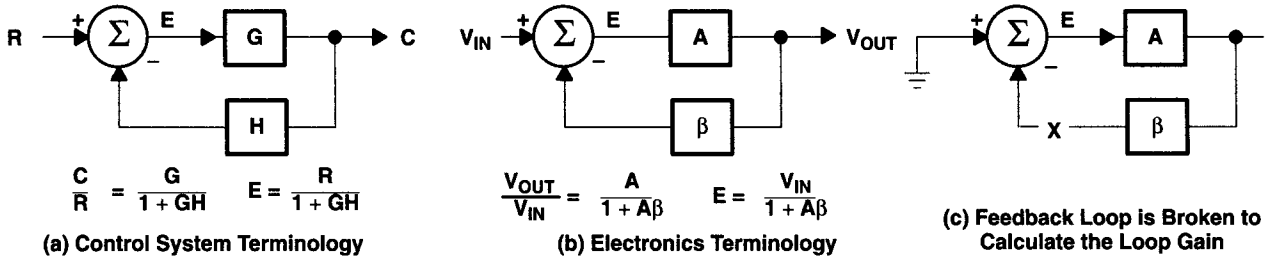 R + Σ E G C
−
H
C/R = G/(1 + GH) E = R/(1 + GH)
(a) Control System Terminology
V_IN + Σ E A V_OUT
−
β
V_OUT/V_IN = A/(1 + Aβ) E = V_IN/(1 + Aβ)
(b) Electronics Terminology
+ Σ E A
−
X β
(c) Feedback Loop is Broken to
Calculate the Loop Gain